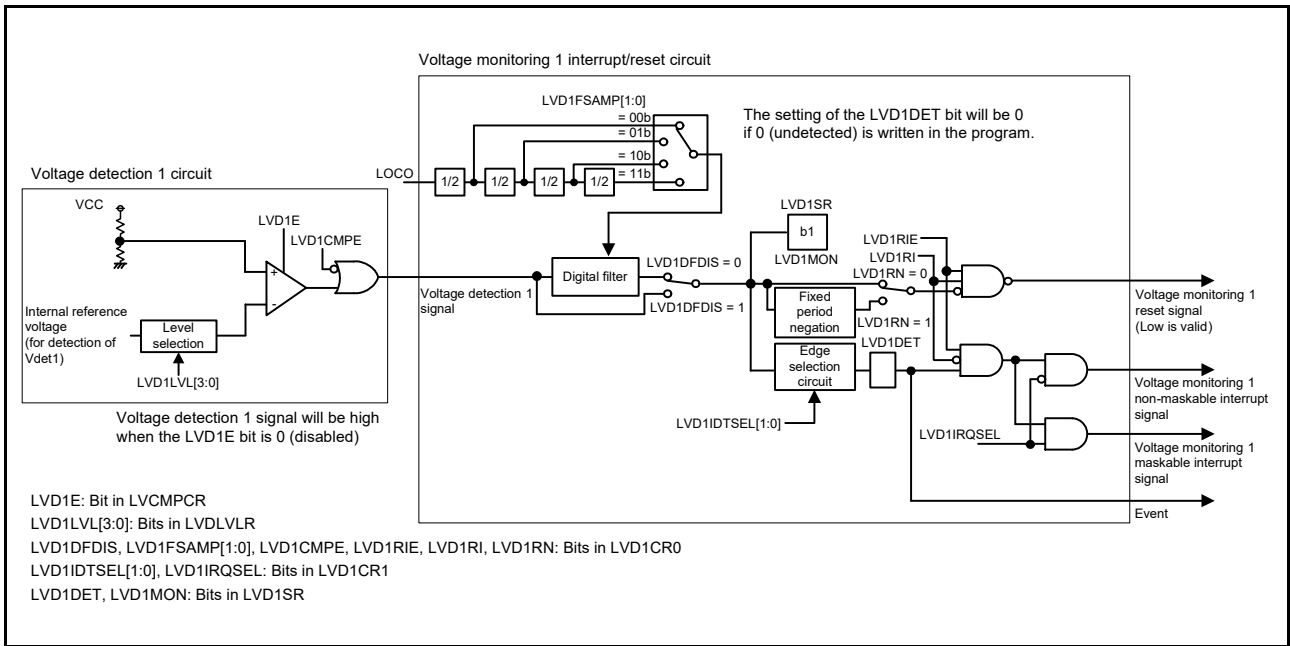 Voltage monitoring 1 interrupt/reset circuit
LVD1FSAMP[1:0]
= 00b
= 01b
= 10b
= 11b
The setting of the LVD1DET bit will be 0
if 0 (undetected) is written in the program.
LOCO
1/2
1/2
1/2
1/2
Voltage detection 1 circuit
VCC
LVD1E
LVD1CMPE
+
-
Internal reference
voltage
(for detection of
Vdet1)
Level
selection
LVD1LVL[3:0]
Voltage detection 1 signal will be high
when the LVD1E bit is 0 (disabled)
Voltage detection 1
signal
Digital filter
LVD1DFDIS = 0
LVD1DFDIS = 1
LVD1SR
b1
LVD1MON
LVD1RIE
LVD1RI
LVD1RN = 0
Fixed
period
negation
LVD1RN = 1
Edge
selection
circuit
LVD1DET
LVD1IDTSEL[1:0]
LVD1IRQSEL
Voltage monitoring 1
reset signal
(Low is valid)
Voltage monitoring 1
non-maskable interrupt
signal
Voltage monitoring 1
maskable interrupt
signal
Event
LVD1E: Bit in LVCMPCR
LVD1LVL[3:0]: Bits in LVDLVLR
LVD1DFDIS, LVD1FSAMP[1:0], LVD1CMPE, LVD1RIE, LVD1RI, LVD1RN: Bits in LVD1CR0
LVD1IDTSEL[1:0], LVD1IRQSEL: Bits in LVD1CR1
LVD1DET, LVD1MON: Bits in LVD1SR